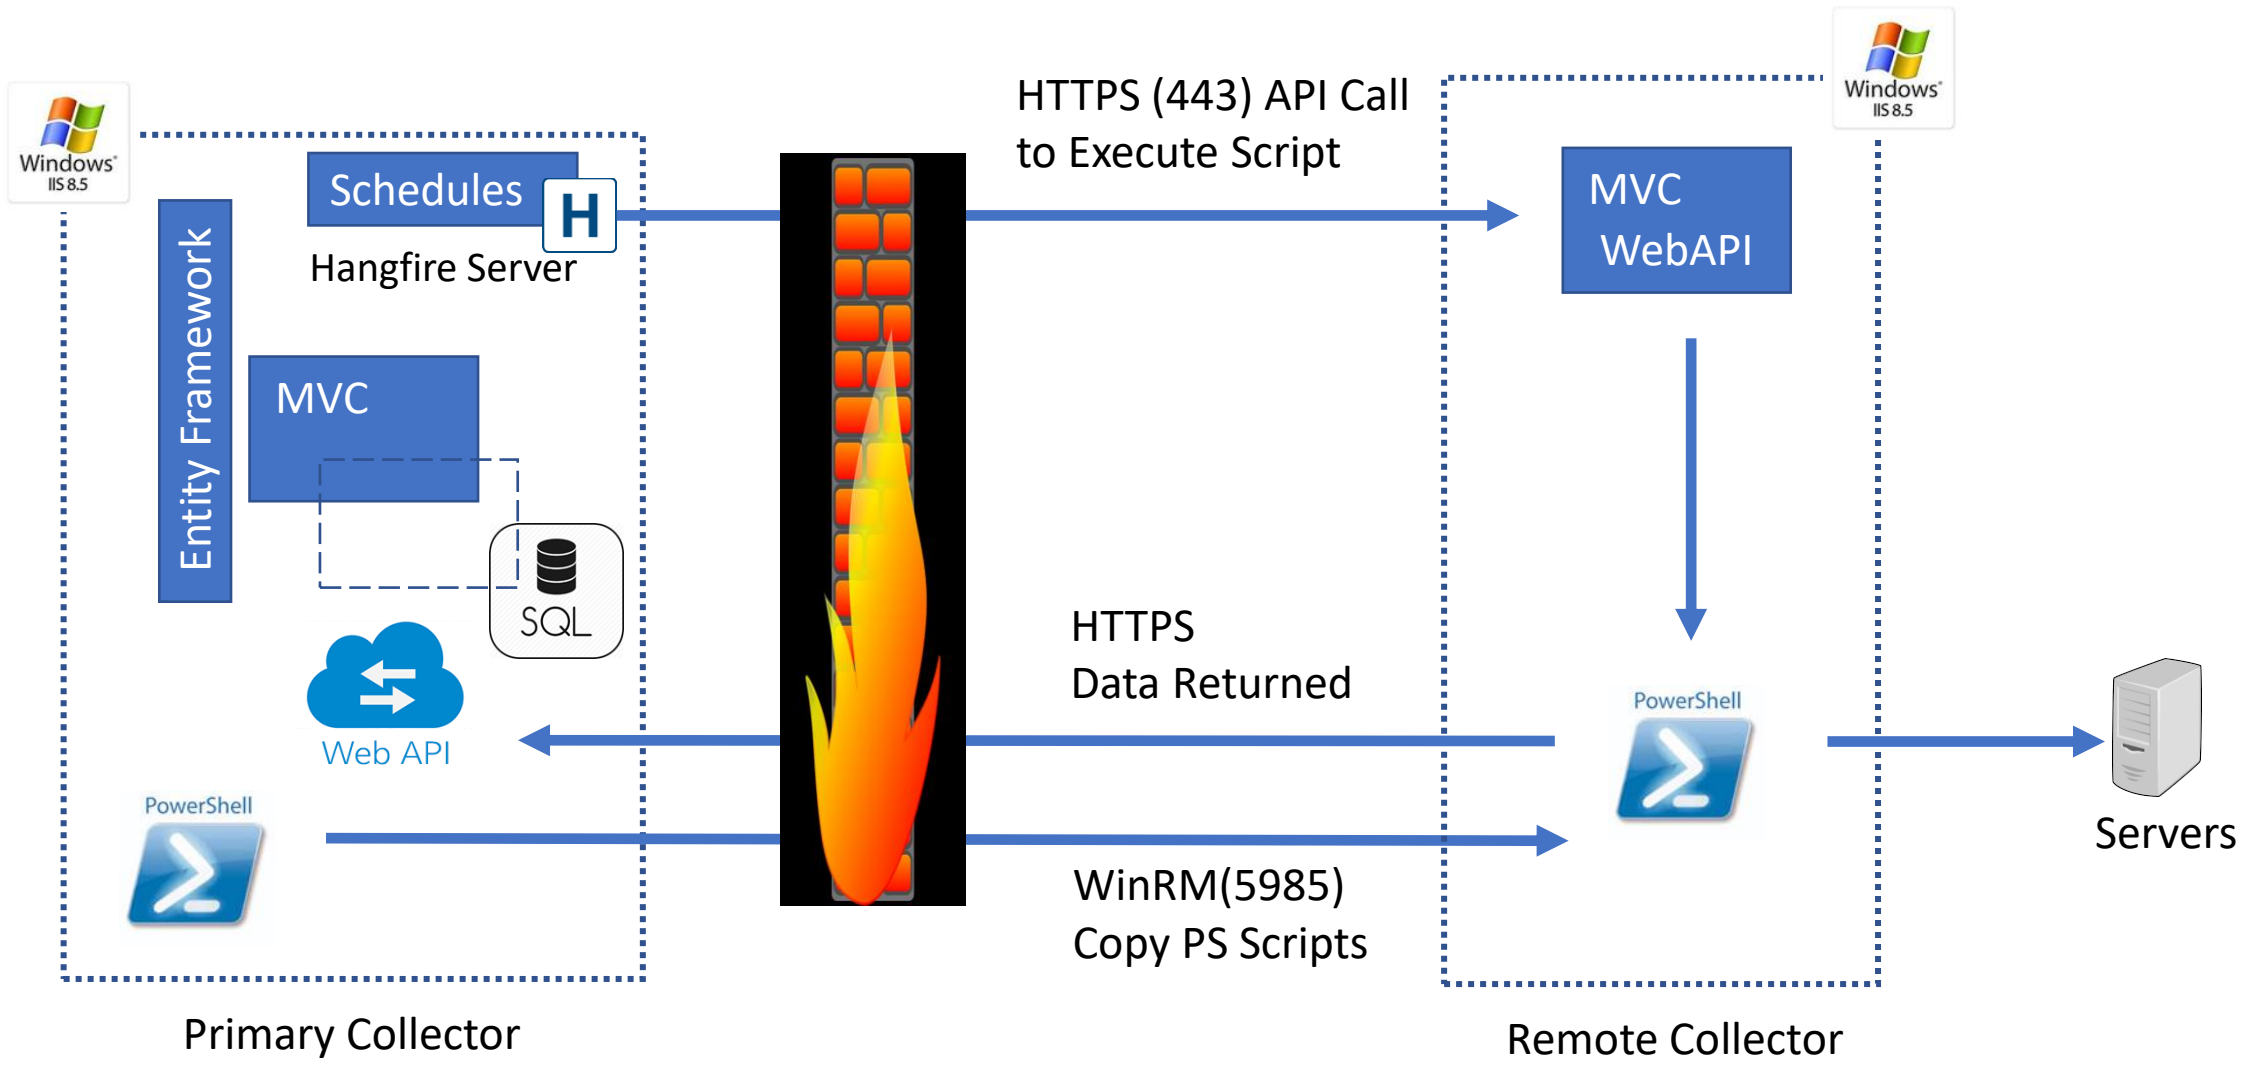 Windows
IIS 8.5
Schedules
H
Hangfire Server
Entity Framework
MVC
SQL
Web API
PowerShell
Primary Collector
HTTPS (443) API Call
to Execute Script
HTTPS
Data Returned
WinRM(5985)
Copy PS Scripts
Windows
IIS 8.5
MVC
WebAPI
PowerShell
Remote Collector
Servers